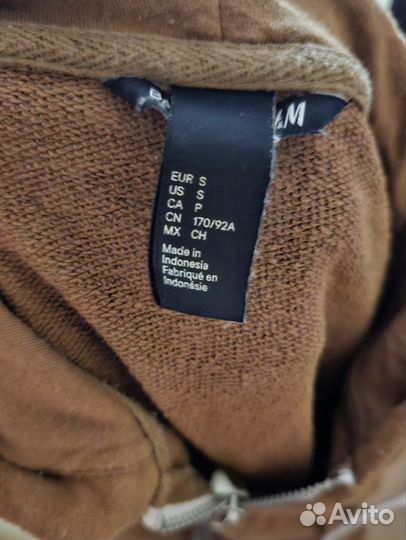 &M
EUR S
US S
CA P
CN 170/92A
MX CH
Made in
Indonesia
Fabriqué en
Indonésie
Avito